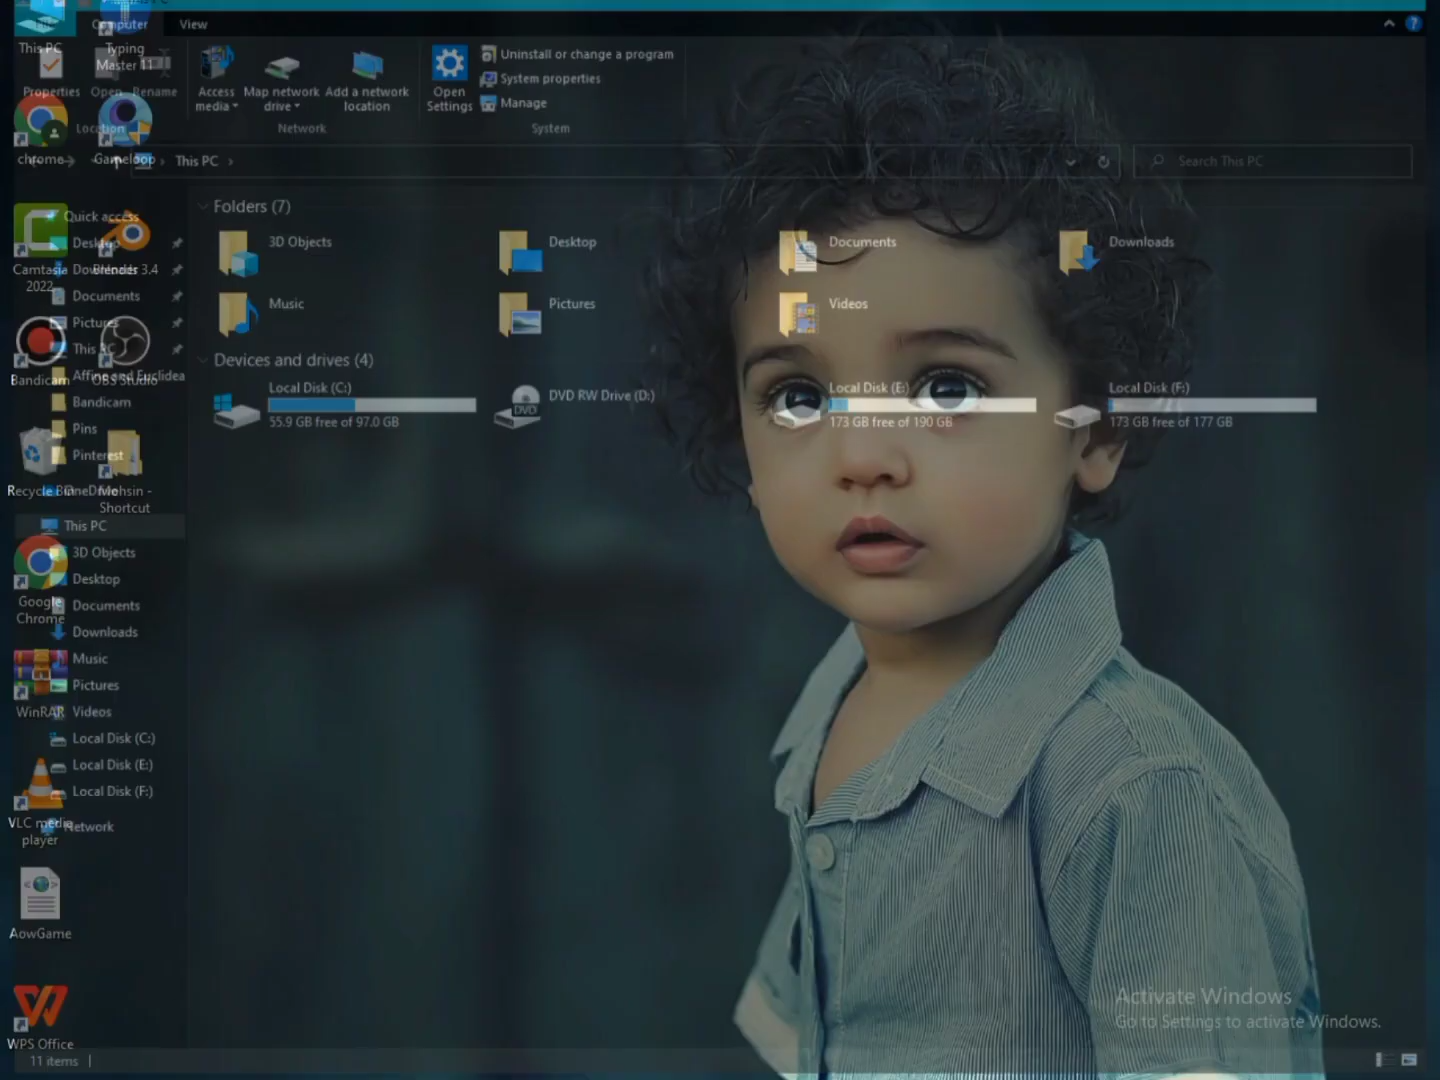 Computer
View
This PC
Typing
Master 11
Properties
Open
Rename
Access
media
Map network
drive
Add a network
location
Open
Settings
Uninstall or change a program
System properties
Manage
Location
Network
System
chrome
Gameloop
This PC
Search This PC
Quick access
Desktop
Downloads
Documents
Pictures
This PC
Affine and Euclidea
Bandicam
Pins
Pinterest
OneDrive
This PC
3D Objects
Desktop
Documents
Downloads
Music
Pictures
Videos
Local Disk (C:)
Local Disk (E:)
Local Disk (F:)
Network
Camtasia
2022
Blender 3.4
Bandicam
OBS Studio
Recycle Bin
Mohsin -
Shortcut
Google
Chrome
WinRAR
VLC media
player
AowGame
WPS Office
Folders (7)
3D Objects
Desktop
Documents
Downloads
Music
Pictures
Videos
Devices and drives (4)
Local Disk (C:)
55.9 GB free of 97.0 GB
DVD RW Drive (D:)
Local Disk (E:)
173 GB free of 190 GB
Local Disk (F:)
173 GB free of 177 GB
Activate Windows
Go to Settings to activate Windows.
11 items